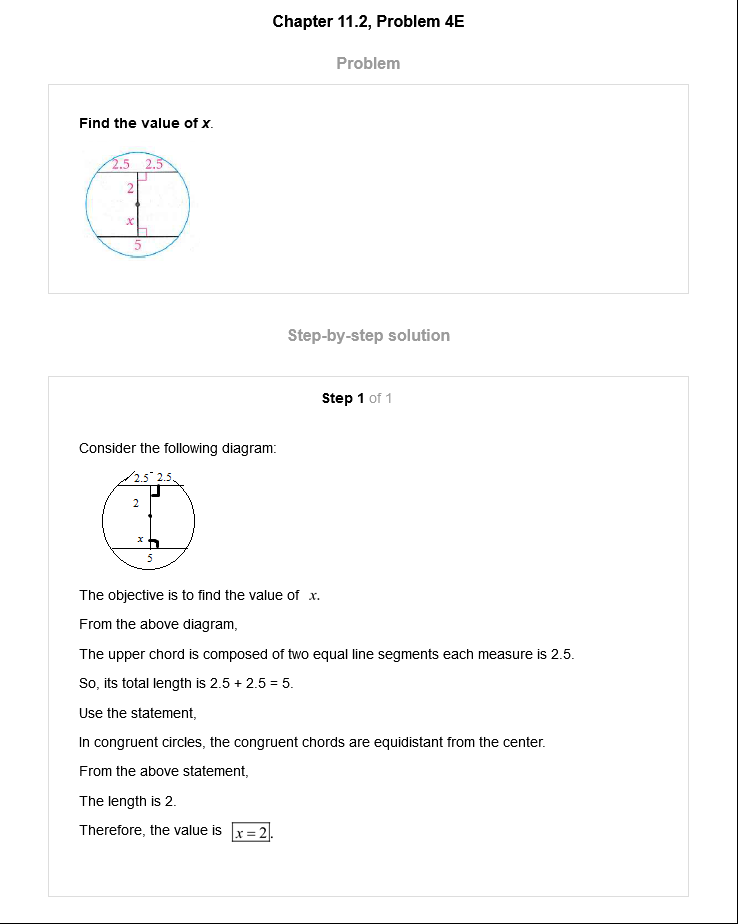 Chapter 11.2, Problem 4E
Problem
Find the value of x.
2.5 2.5
2
x
5
Step-by-step solution
Step 1 of 1
Consider the following diagram:
2.5 2.5
2
x
5
The objective is to find the value of x.
From the above diagram,
The upper chord is composed of two equal line segments each measure is 2.5.
So, its total length is 2.5 + 2.5 = 5.
Use the statement,
In congruent circles, the congruent chords are equidistant from the center.
From the above statement,
The length is 2.
Therefore, the value is x = 2.